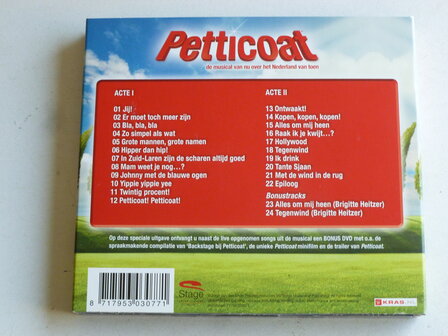 Petticoat
de musical van nu over het Nederland van toen
ACTE I
01 Jij!
02 Er moet toch meer zijn
03 Bla, bla, bla
04 Zo simpel als wat
05 Grote mannen, grote namen
06 Hipper dan hip!
07 In Zuid-Laren zijn de scharen altijd goed
08 Mam weet je nog...?
09 Johnny met de blauwe ogen
10 Yippie yippie yee
11 Twintig procent!
12 Petticoat! Petticoat!
ACTE II
13 Ontwaakt!
14 Kopen, kopen, kopen!
15 Alles om mij heen
16 Raak ik je kwijt...?
17 Hollywood
18 Tegenwind
19 Ik drink
20 Tante Sjaan
21 Met de wind in de rug
22 Epiloog
Bonustracks
23 Alles om mij heen (Brigitte Heitzer)
24 Tegenwind (Brigitte Heitzer)
Op deze speciale uitgave ontvangt u naast de live opgenomen songs uit de musical een BONUS DVD met o.a. de
spraakmakende compilatie van 'Backstage bij Petticoat', de unieke Petticoat minifilm en de trailer van Petticoat.
8 717953 030771
Stage
KRAS.NL